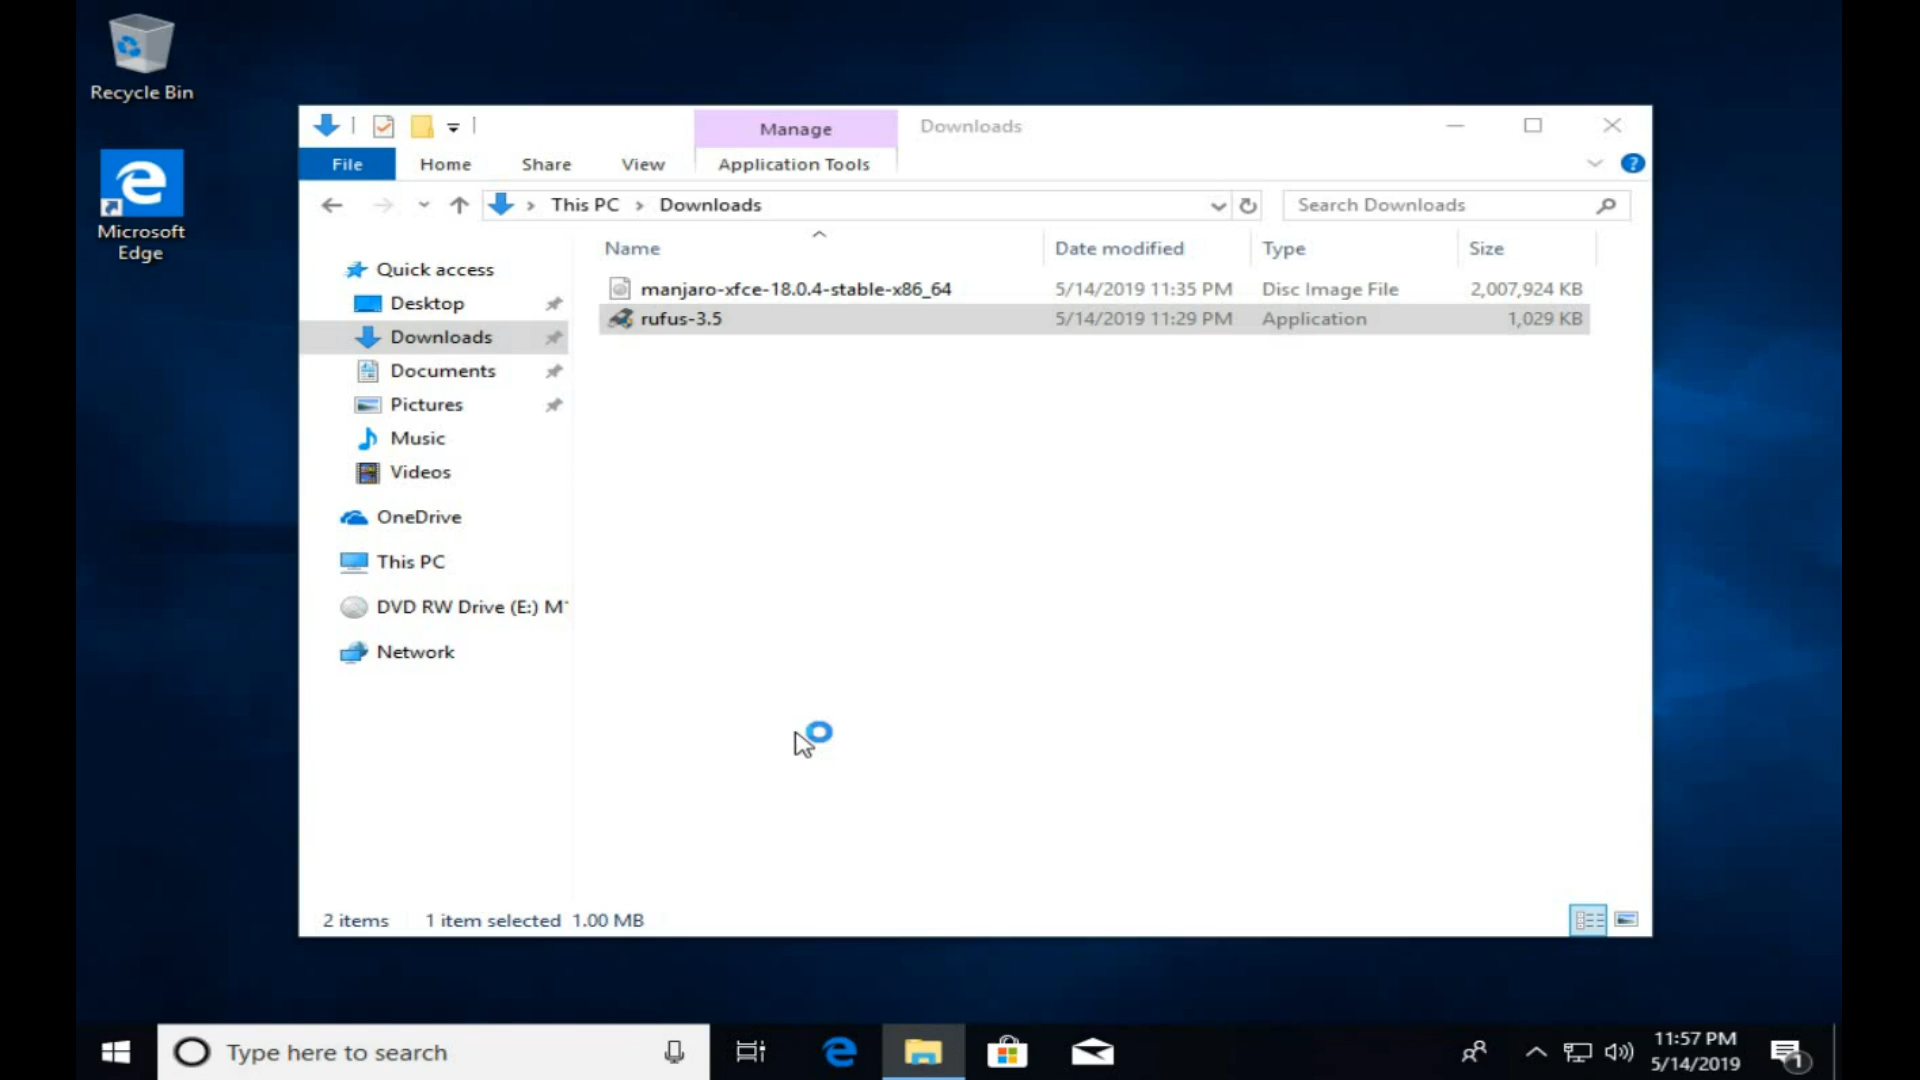 Recycle Bin
Microsoft
Edge
Manage
Downloads
File
Home
Share
View
Application Tools
This PC
Downloads
Search Downloads
Name
Date modified
Type
Size
manjaro-xfce-18.0.4-stable-x86_64
5/14/2019 11:35 PM
Disc Image File
2,007,924 KB
rufus-3.5
5/14/2019 11:29 PM
Application
1,029 KB
Quick access
Desktop
Downloads
Documents
Pictures
Music
Videos
OneDrive
This PC
DVD RW Drive (E:) M
Network
2 items
1 item selected 1.00 MB
Type here to search
11:57 PM
5/14/2019
1